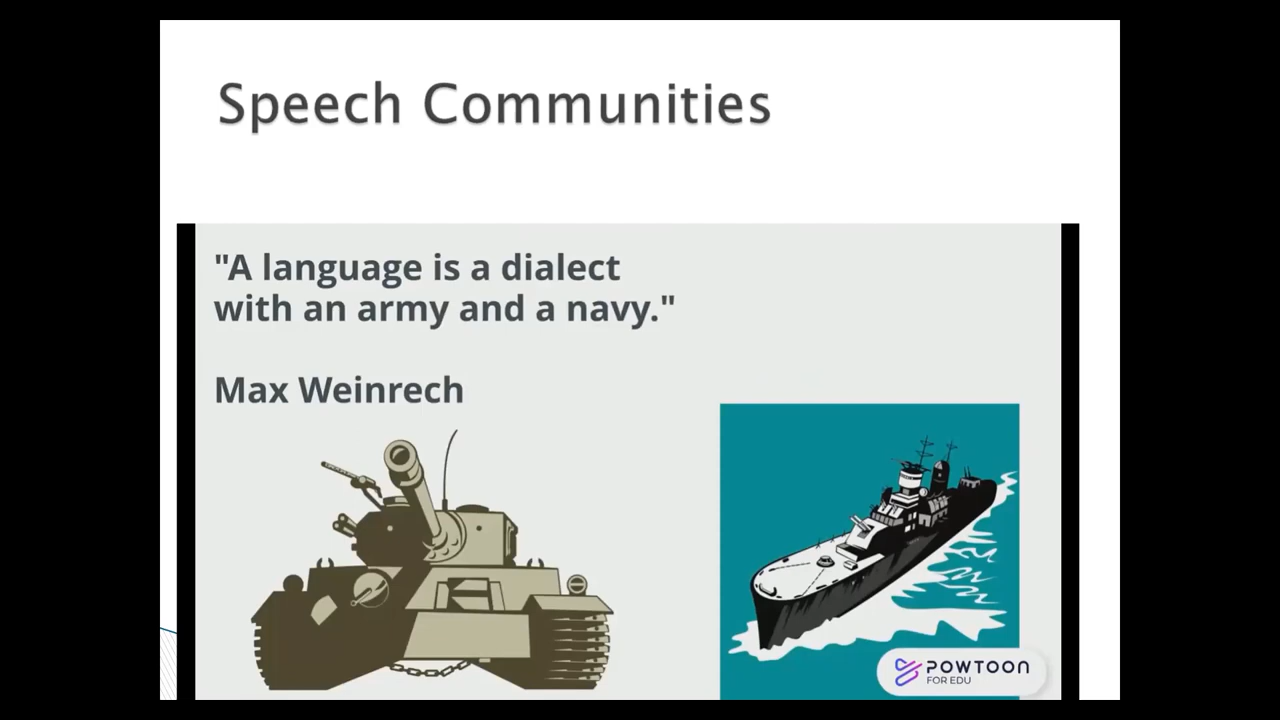 Speech Communities
"A language is a dialect
with an army and a navy."
Max Weinrech
POWTOON
FOR EDU